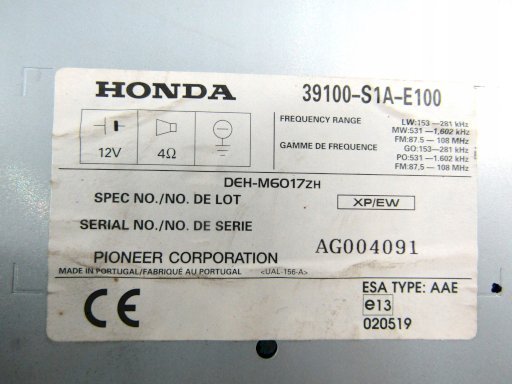 HONDA 39100-S1A-E100
12V 4Ω
FREQUENCY RANGE LW:153—281 kHz
MW:531—1,602 kHz
FM:87.5—108 MHz
GAMME DE FREQUENCE GO:153—281 kHz
PO:531—1.602 kHz
FM:87,5—108 MHz
DEH-M6017ZH
SPEC NO./NO. DE LOT XP/EW
SERIAL NO./NO. DE SERIE AG004091
PIONEER CORPORATION
MADE IN PORTUGAL/FABRIQUÉ AU PORTUGAL <UAL-156-A>
CE ESA TYPE: AAE
e13
020519